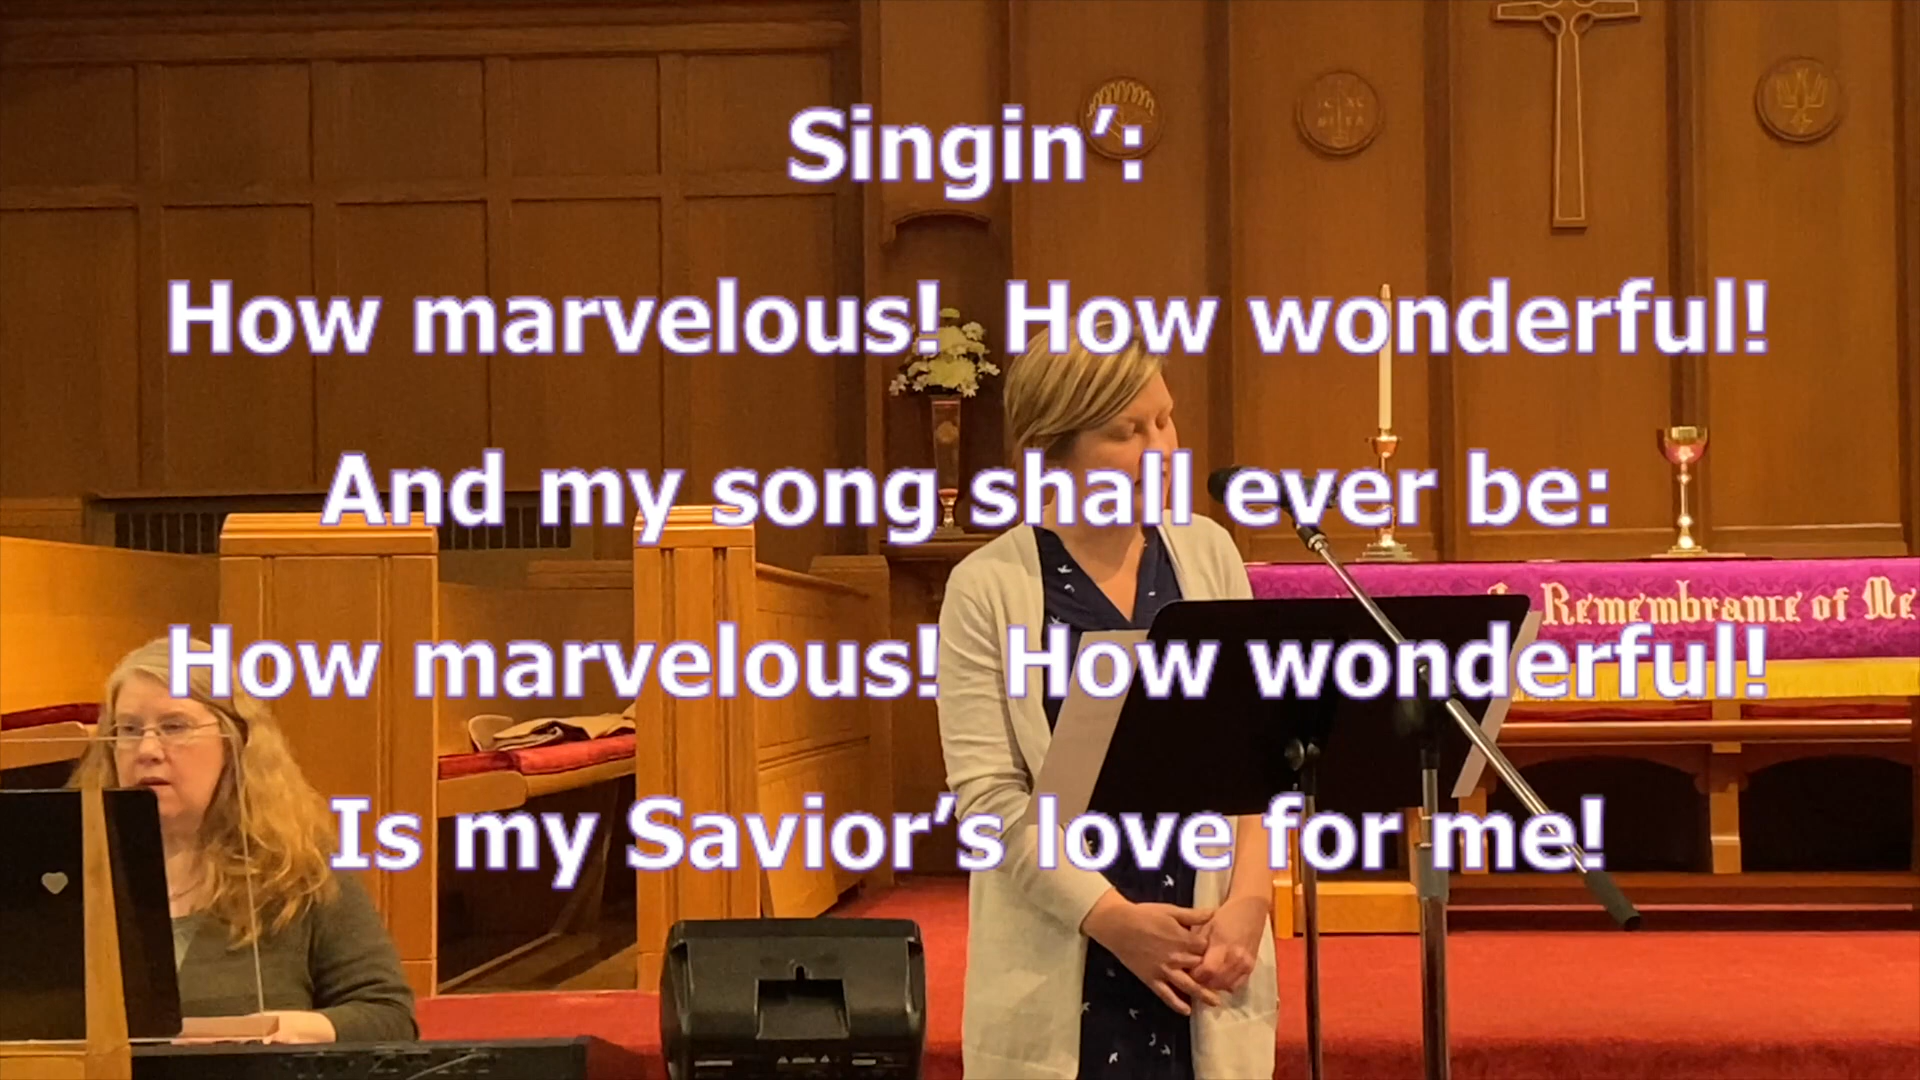 Singin’:
How marvelous!  How wonderful!
And my song shall ever be:
How marvelous!  How wonderful!
Is my Savior’s love for me!
Remembrance of Me